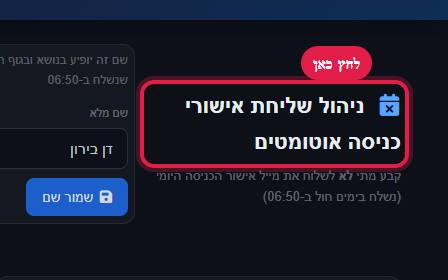 לחץ כאן
ניהול שליחת אישורי
כניסה אוטומטים
קבע מתי לא לשלוח את מייל אישור הכניסה היומי
(נשלח בימים חול ב-06:50)
שם זה יופיע בנושא ובגוף
שנשלח ב-06:50
שם מלא
דן בירון
שמור שם